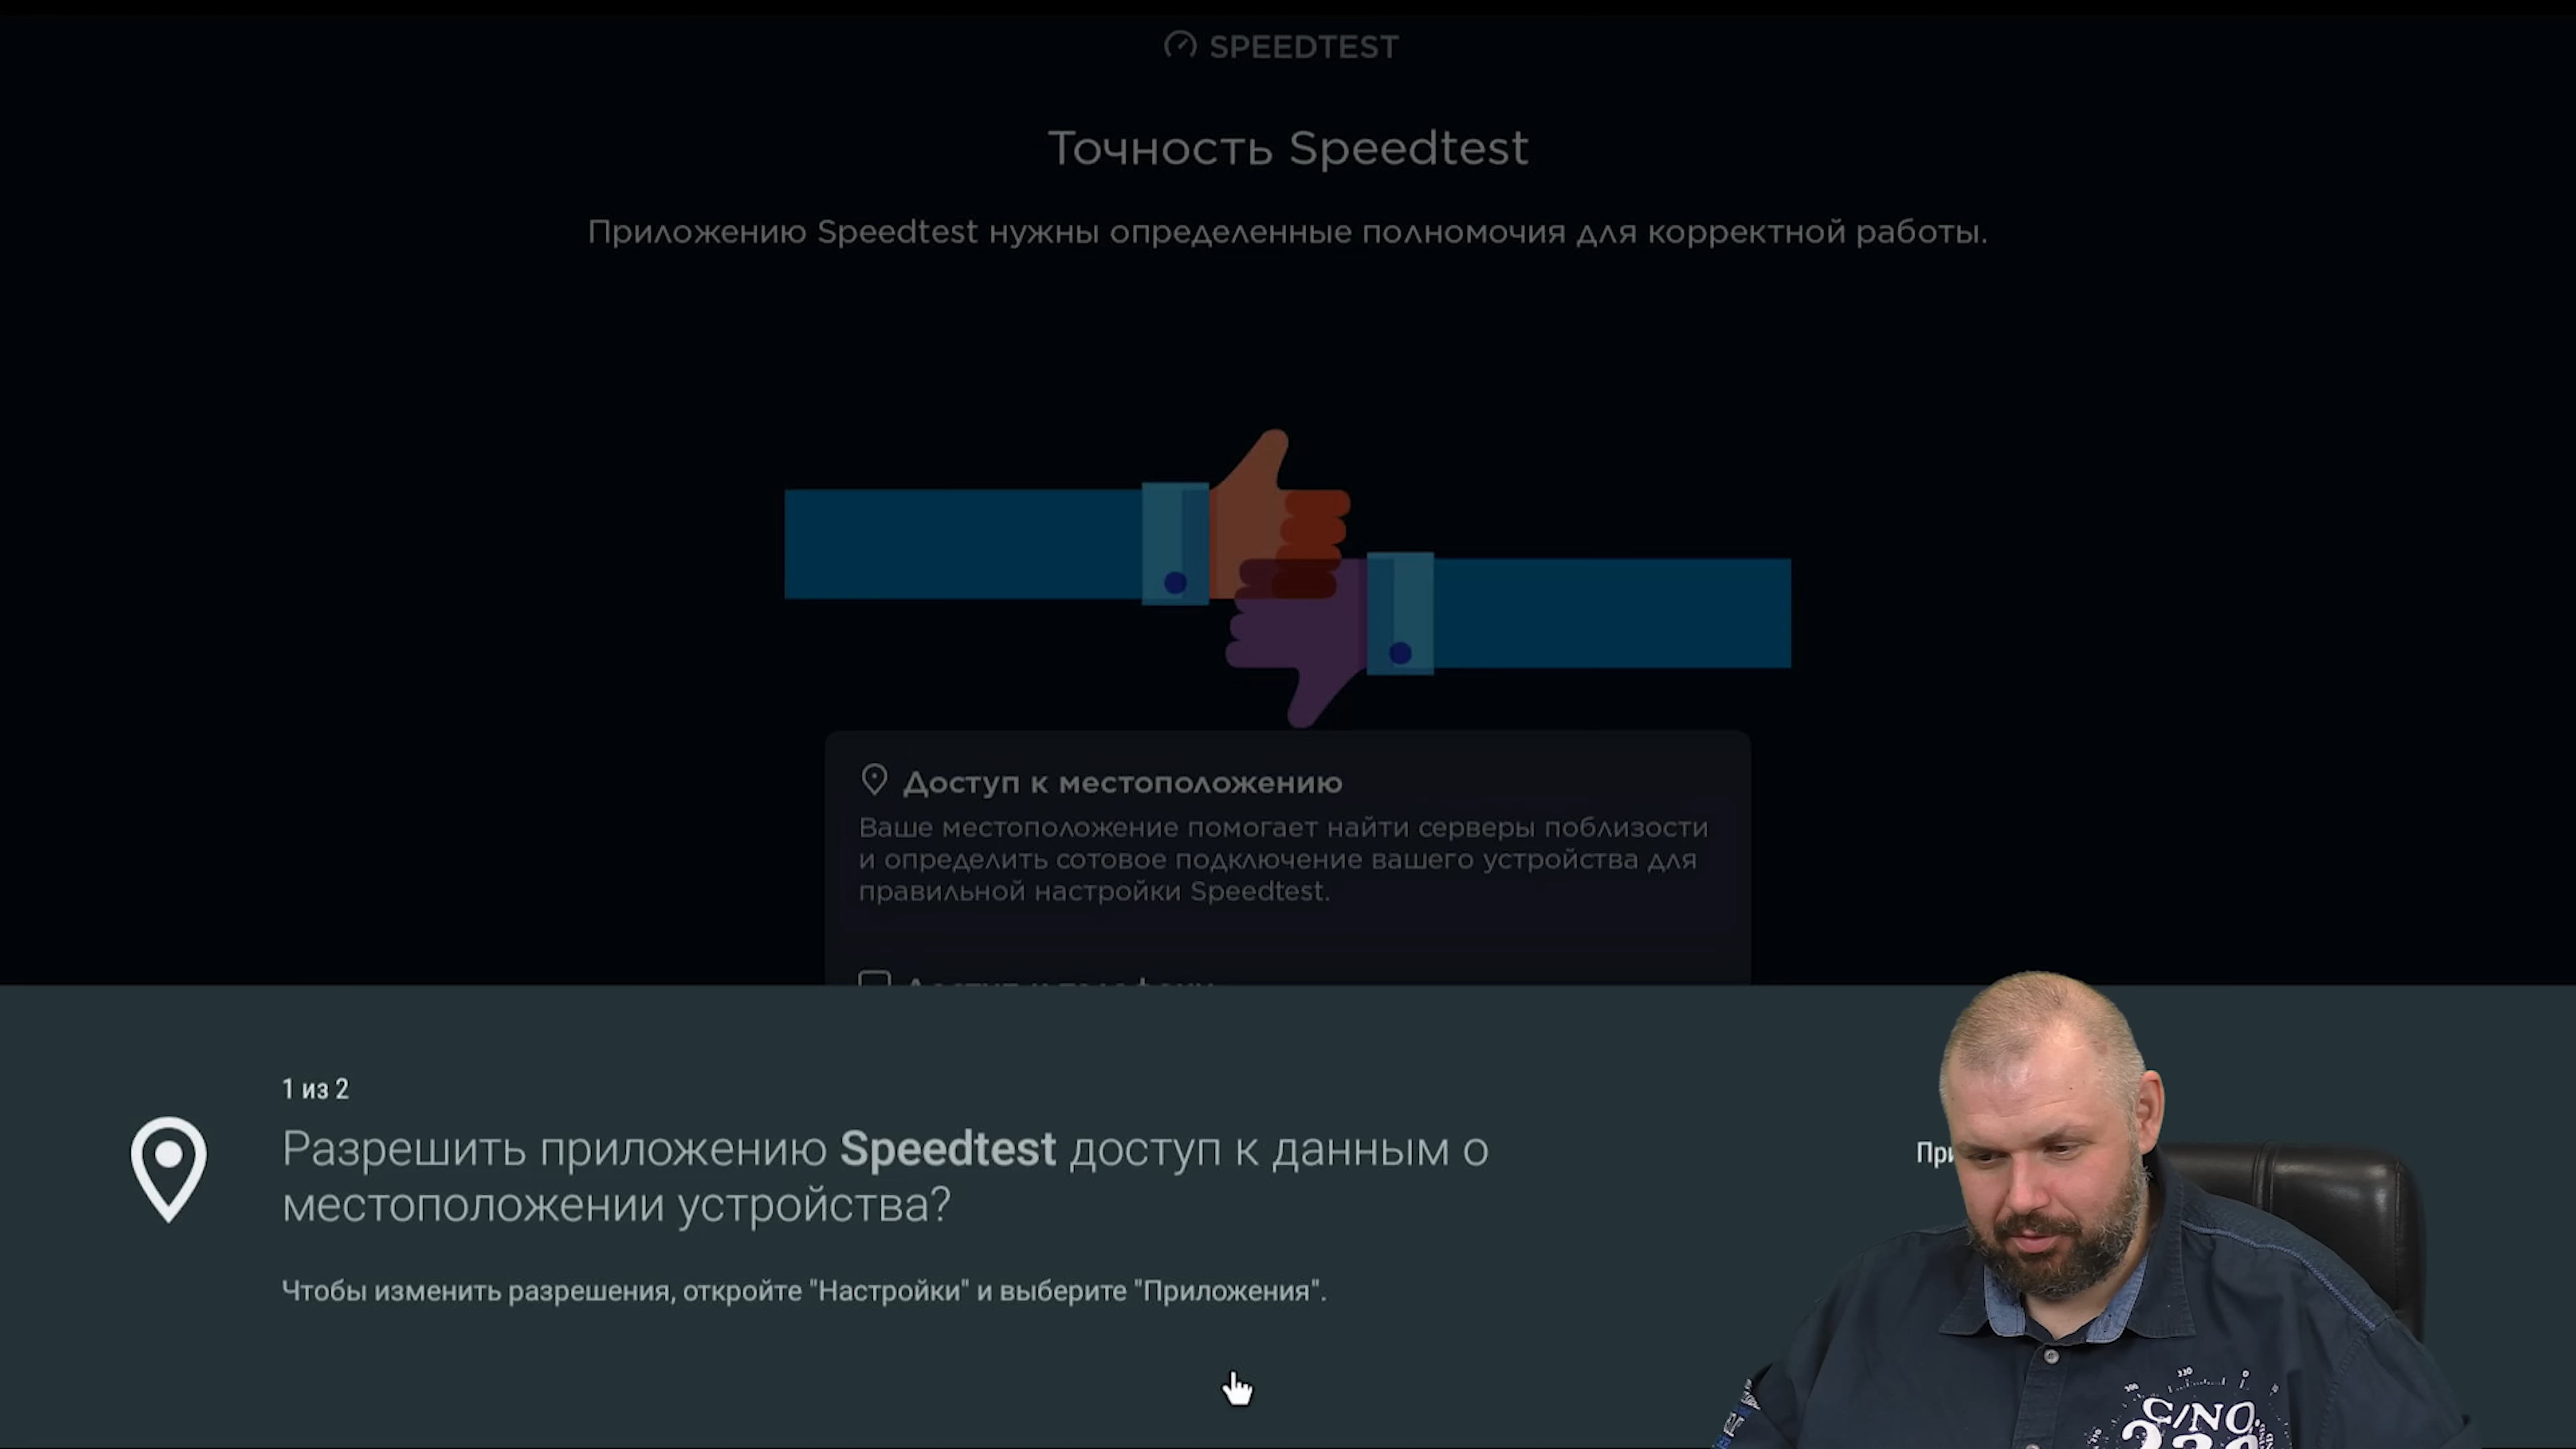 SPEEDTEST
Точность Speedtest
Приложению Speedtest нужны определенные полномочия для корректной работы.
Доступ к местоположению
Ваше местоположение помогает найти серверы поблизости
и определить сотовое подключение вашего устройства для
правильной настройки Speedtest.
1 из 2
Разрешить приложению Speedtest доступ к данным о
местоположении устройства?
Чтобы изменить разрешения, откройте "Настройки" и выберите "Приложения".
C/NO